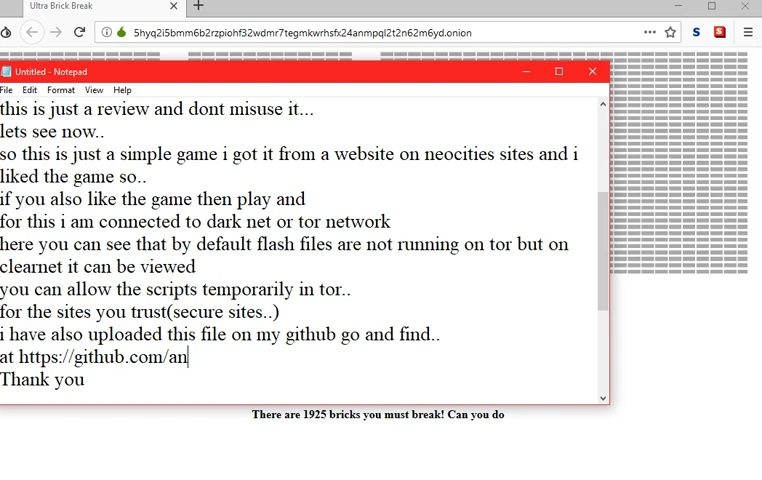 Ultra Brick Break
5hyq2i5bmm6b2rzpiohf32wdmr7tegmkwrhsfx24anmpql2t2n62m6yd.onion
S
S
Untitled - Notepad
File Edit Format View Help
this is just a review and dont misuse it...
lets see now..
so this is just a simple game i got it from a website on neocities sites and i
liked the game so..
if you also like the game then play and
for this i am connected to dark net or tor network
here you can see that by default flash files are not running on tor but on
clearnet it can be viewed
you can allow the scripts temporarily in tor..
for the sites you trust(secure sites..)
i have also uploaded this file on my github go and find..
at https://github.com/an
Thank you
There are 1925 bricks you must break! Can you do